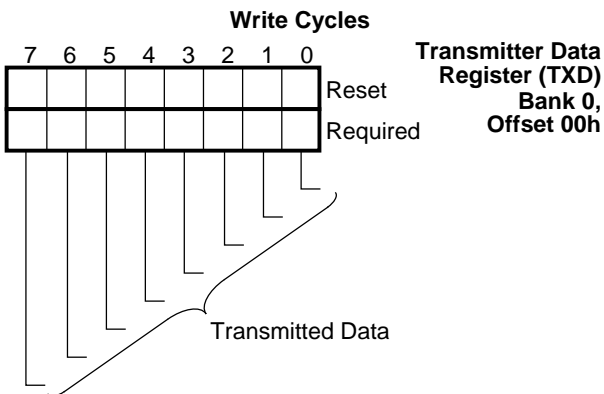 Write Cycles
7 6 5 4 3 2 1 0
Transmitter Data
Register (TXD)
Bank 0,
Offset 00h
Reset
Required
Transmitted Data